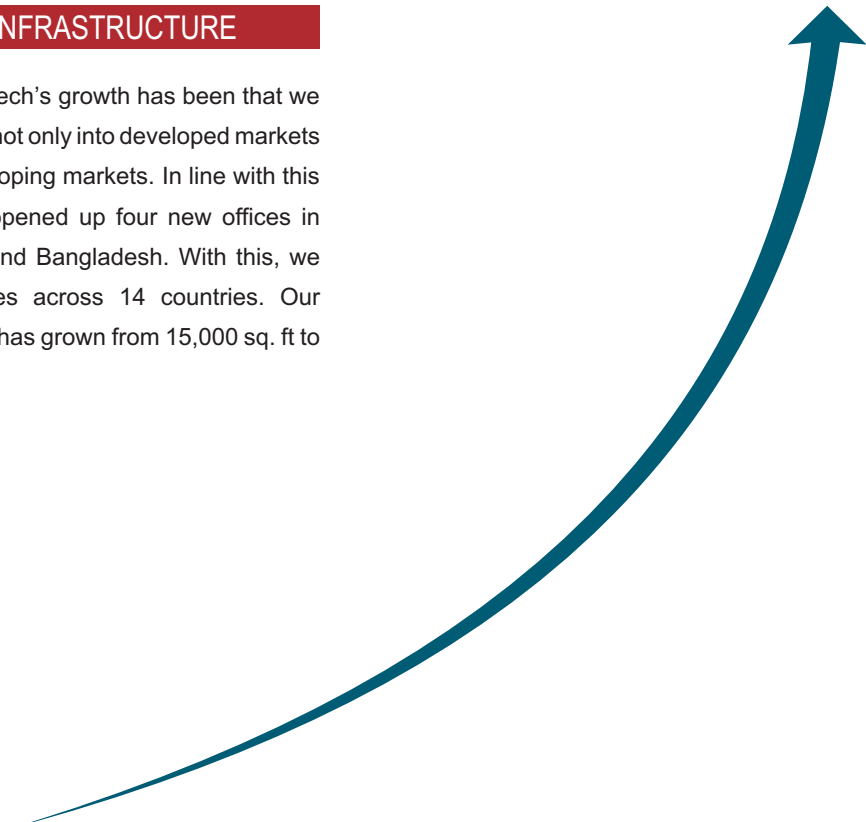 NFRASTRUCTURE
ech's growth has been that we
not only into developed markets
oping markets. In line with this
opened up four new offices in
nd Bangladesh. With this, we
es across 14 countries. Our
has grown from 15,000 sq. ft to